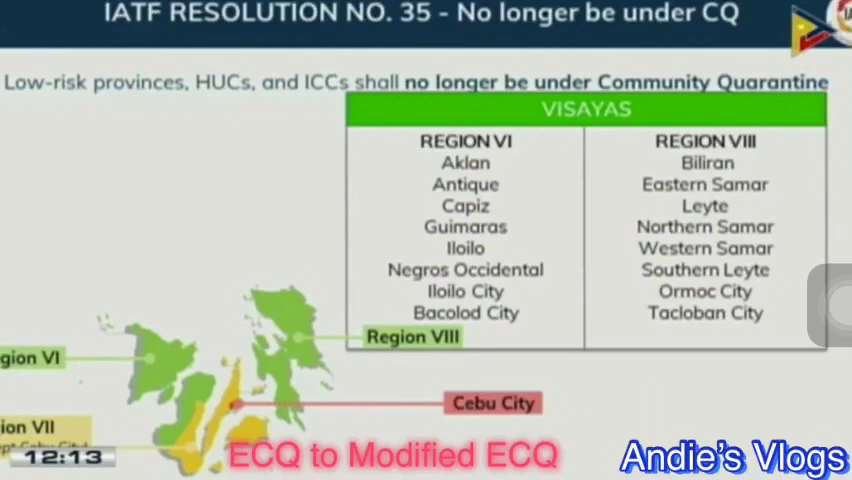 IATF RESOLUTION NO. 35 - No longer be under CQ
Low-risk provinces, HUCs, and ICCs shall no longer be under Community Quarantine
VISAYAS
REGION VI
Aklan
Antique
Capiz
Guimaras
Iloilo
Negros Occidental
Iloilo City
Bacolod City
REGION VIII
Biliran
Eastern Samar
Leyte
Northern Samar
Western Samar
Southern Leyte
Ormoc City
Tacloban City
Region VIII
gion VI
Cebu City
ion VII
12:13
ECQ to Modified ECQ
Andie's Vlogs